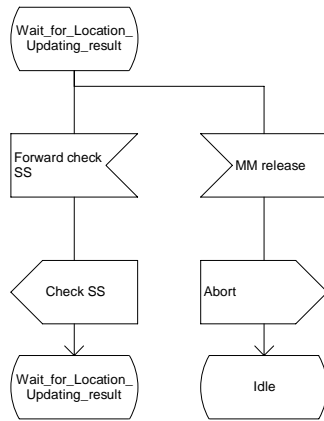 Wait_for_Location_
Updating_result
Forward check
SS
MM release
Check SS
Abort
Wait_for_Location_
Updating_result
Idle